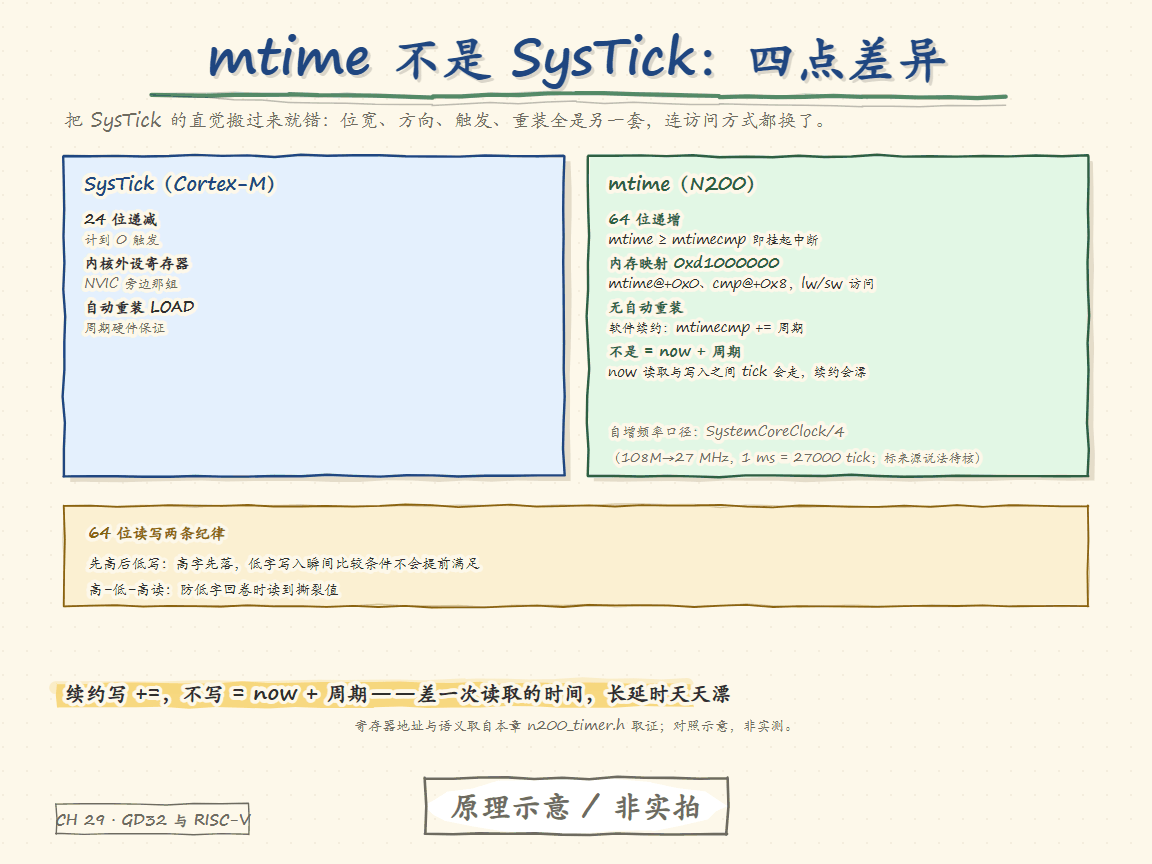 mtime 不是 SysTick：四点差异
把 SysTick 的直觉搬过来就错：位宽、方向、触发、重装全是另一套，连访问方式都换了。
SysTick（Cortex-M）
24 位递减
计到 0 触发
内核外设寄存器
NVIC 旁边那组
自动重装 LOAD
周期硬件保证
mtime（N200）
64 位递增
mtime ≥ mtimecmp 即挂起中断
内存映射 0xd1000000
mtime@+0x0、cmp@+0x8，lw/sw 访问
无自动重装
软件续约：mtimecmp += 周期
不是 = now + 周期
now 读取与写入之间 tick 会走，续约会漂
自增频率口径：SystemCoreClock/4
（108M→27 MHz，1 ms = 27000 tick；标来源说法待核）
64 位读写两条纪律
先高后低写：高字先落，低字写入瞬间比较条件不会提前满足
高-低-高读：防低字回卷时读到撕裂值
续约写 +=，不写 = now + 周期——差一次读取的时间，长延时天天漂
寄存器地址与语义取自本章 n200_timer.h 取证；对照示意，非实测。
原理示意 / 非实拍
CH 29 · GD32 与 RISC-V